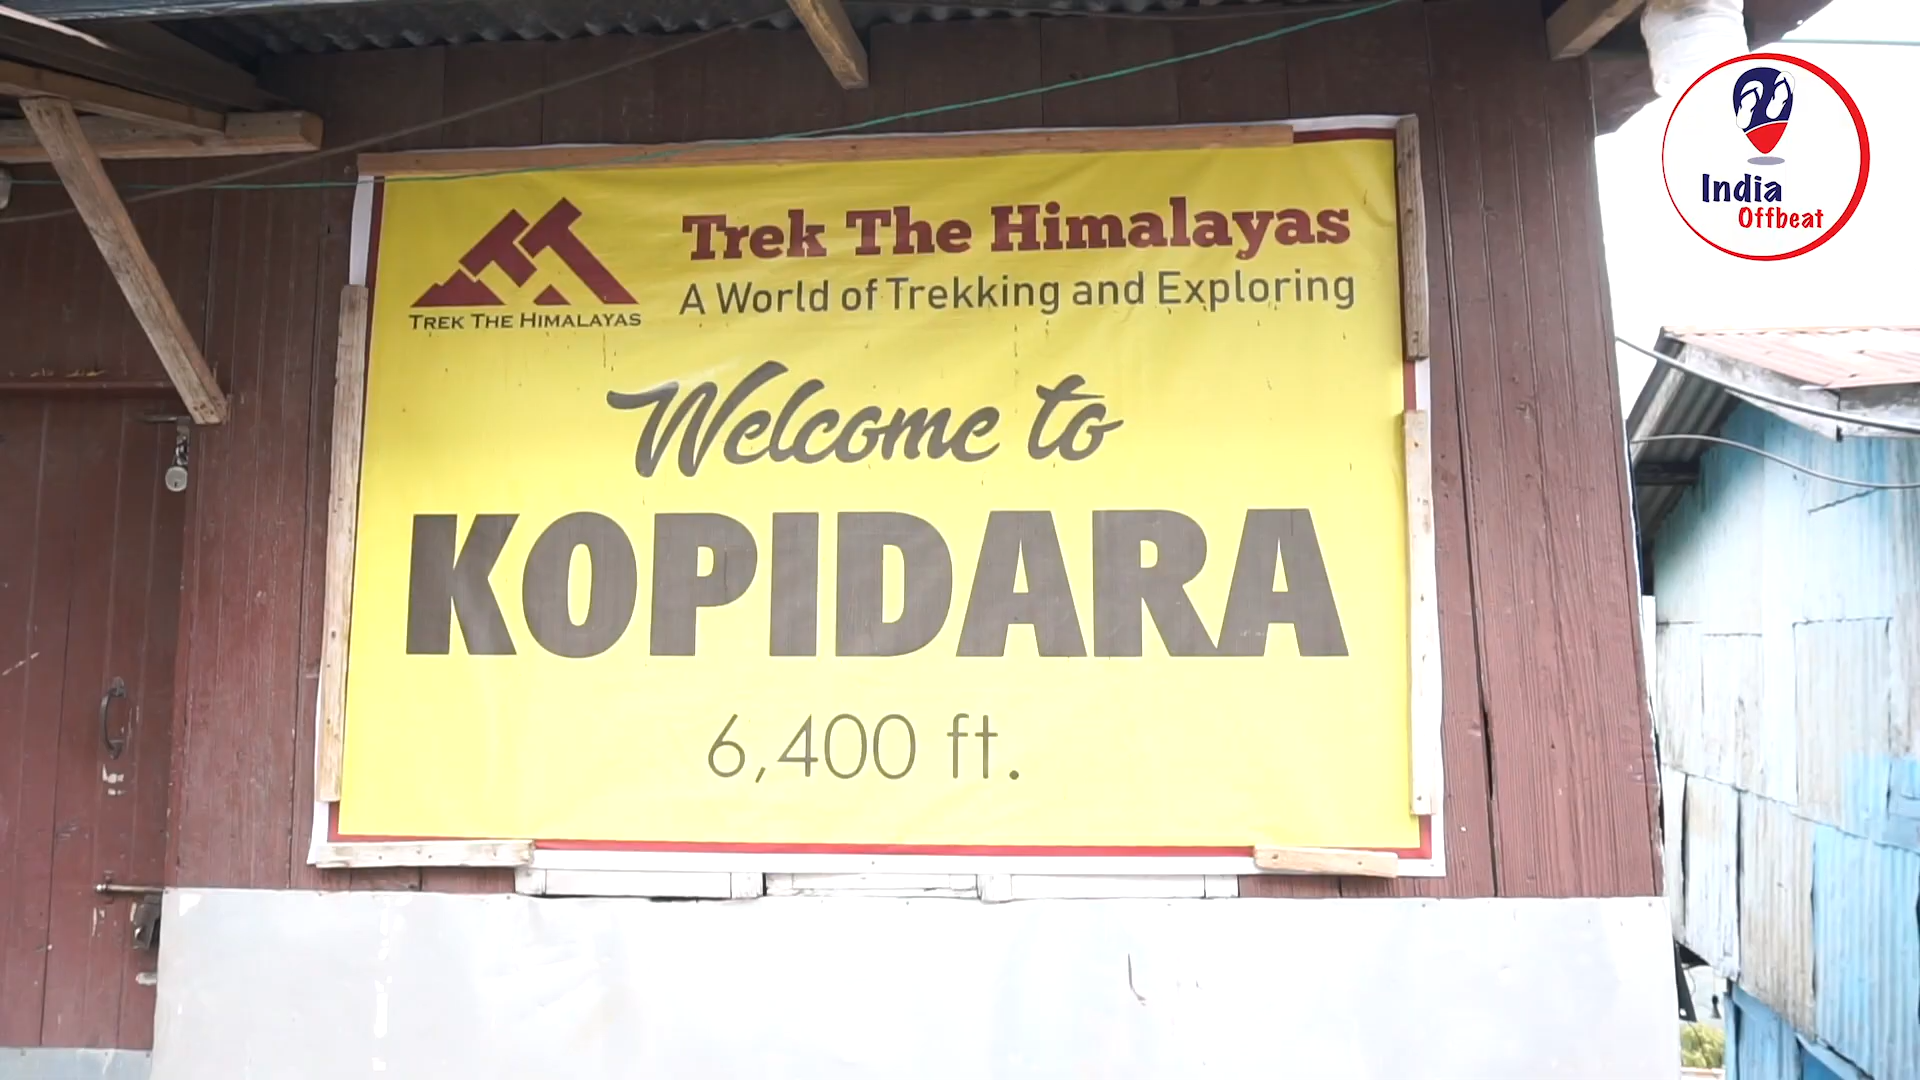 Trek The Himalayas
A World of Trekking and Exploring
TREK THE HIMALAYAS
Welcome to
KOPIDARA
6,400 ft.
India
Offbeat